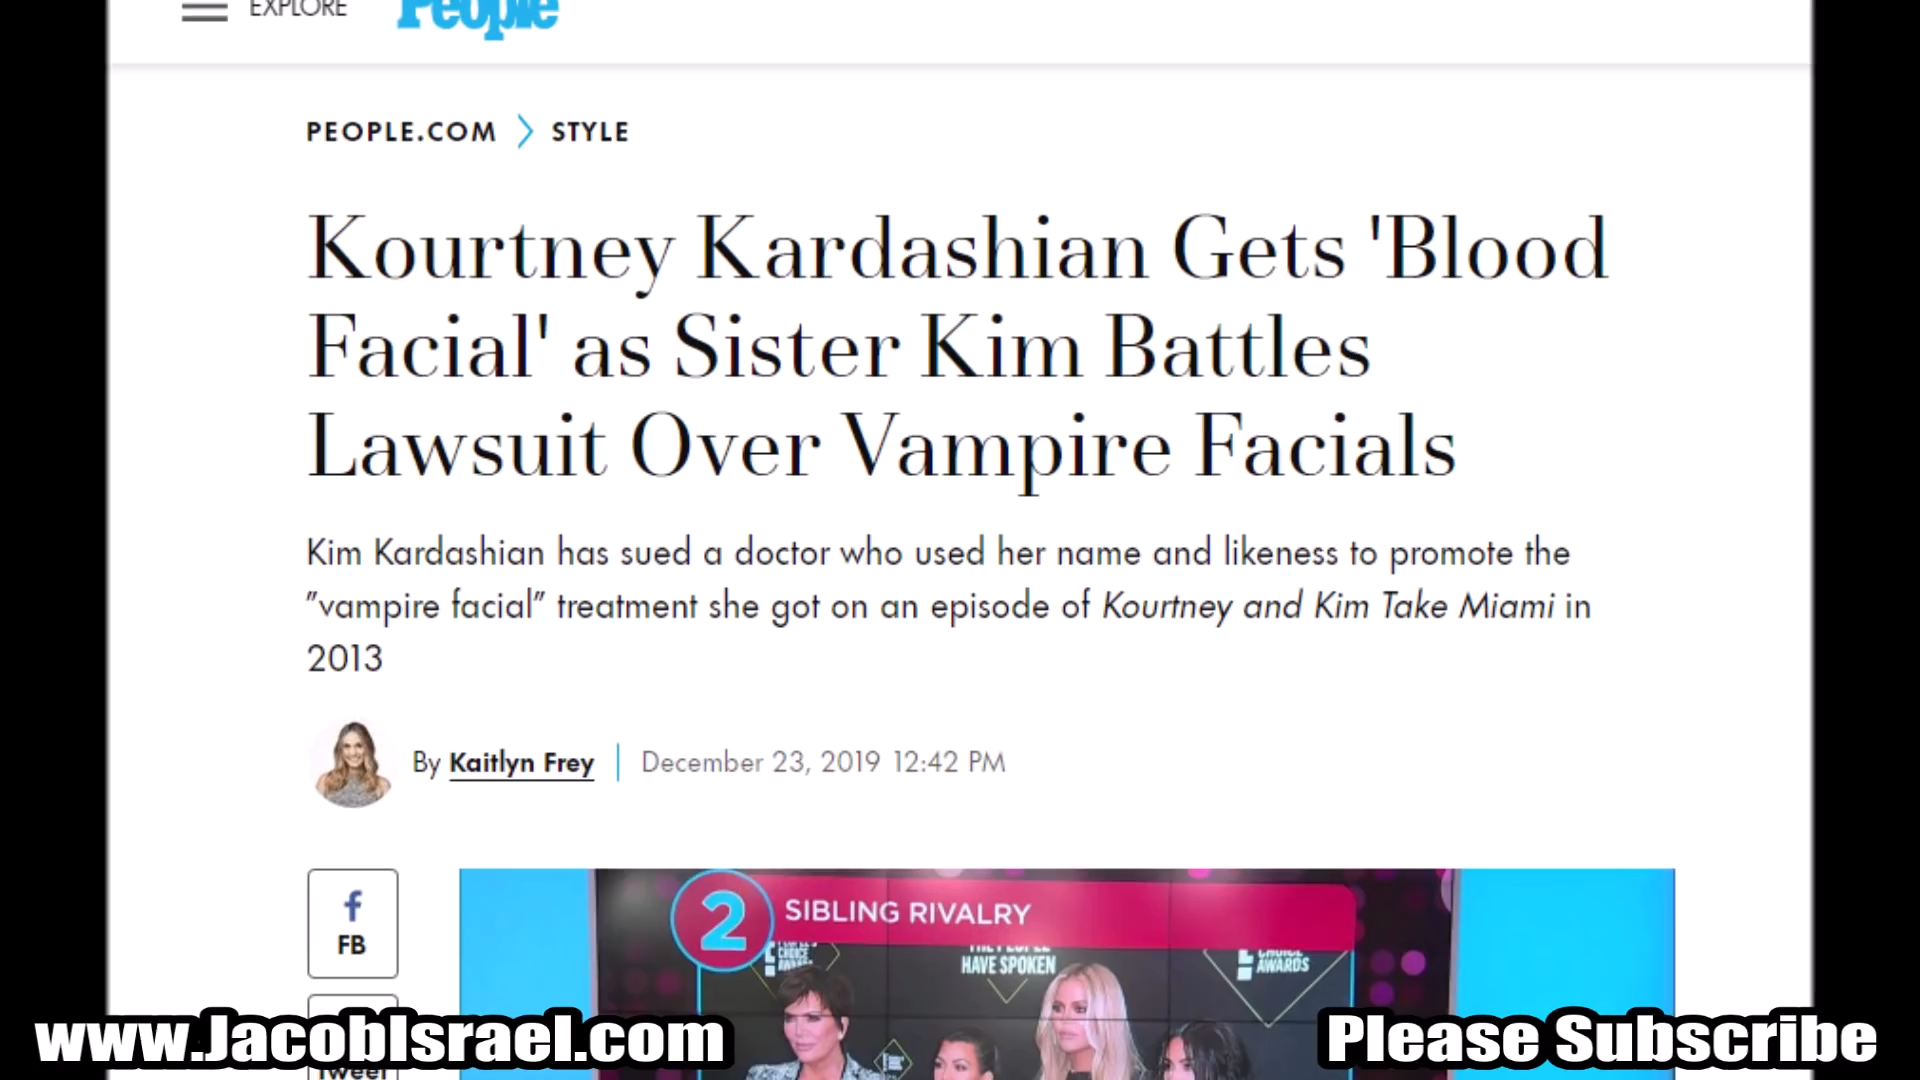 EXPLORE
People
PEOPLE.COM > STYLE
Kourtney Kardashian Gets 'Blood
Facial' as Sister Kim Battles
Lawsuit Over Vampire Facials
Kim Kardashian has sued a doctor who used her name and likeness to promote the
"vampire facial" treatment she got on an episode of Kourtney and Kim Take Miami in
2013
By Kaitlyn Frey | December 23, 2019 12:42 PM
f
FB
2 SIBLING RIVALRY
CHOICE
HAVE SPOKEN
CHOICE
AWARDS
www.JacobIsrael.com
Please Subscribe
Tweet